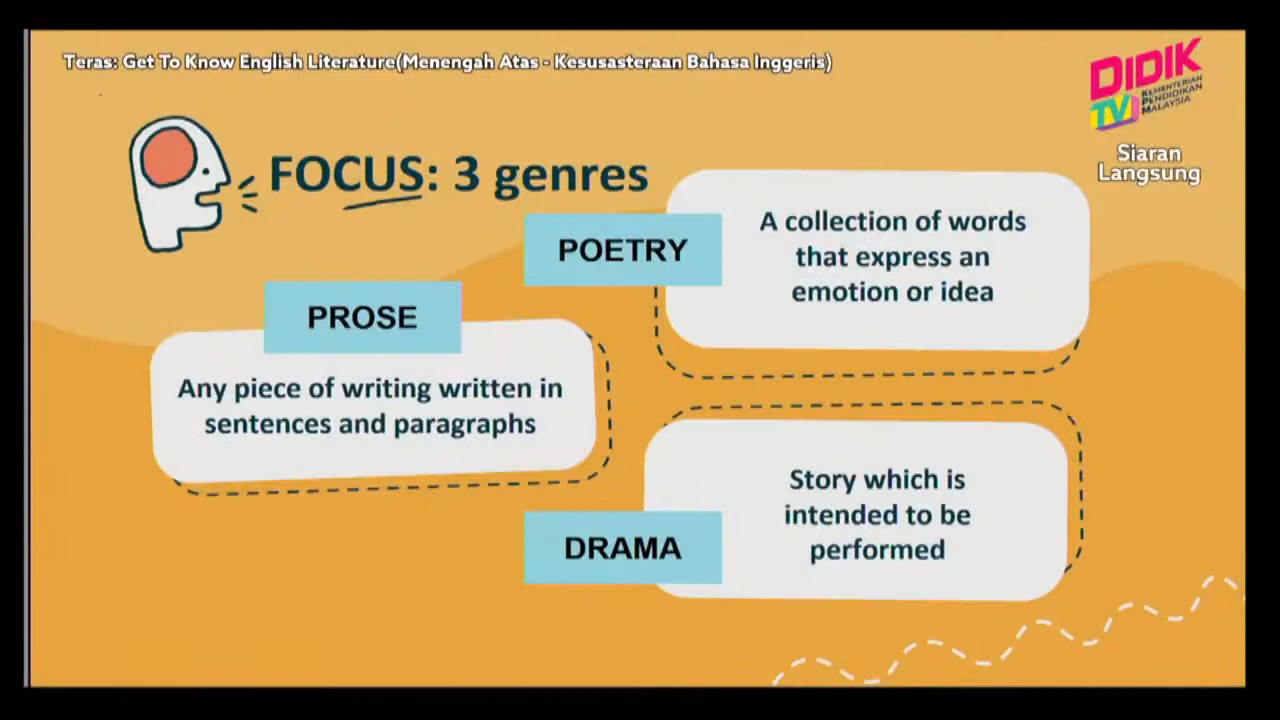 Teras: Get To Know English Literature(Menengah Atas - Kesusasteraan Bahasa Inggeris)
DIDIK
TV
KEMENTERIAN
PENDIDIKAN
MALAYSIA
Siaran
Langsung
FOCUS: 3 genres
POETRY
A collection of words
that express an
emotion or idea
PROSE
Any piece of writing written in
sentences and paragraphs
DRAMA
Story which is
intended to be
performed